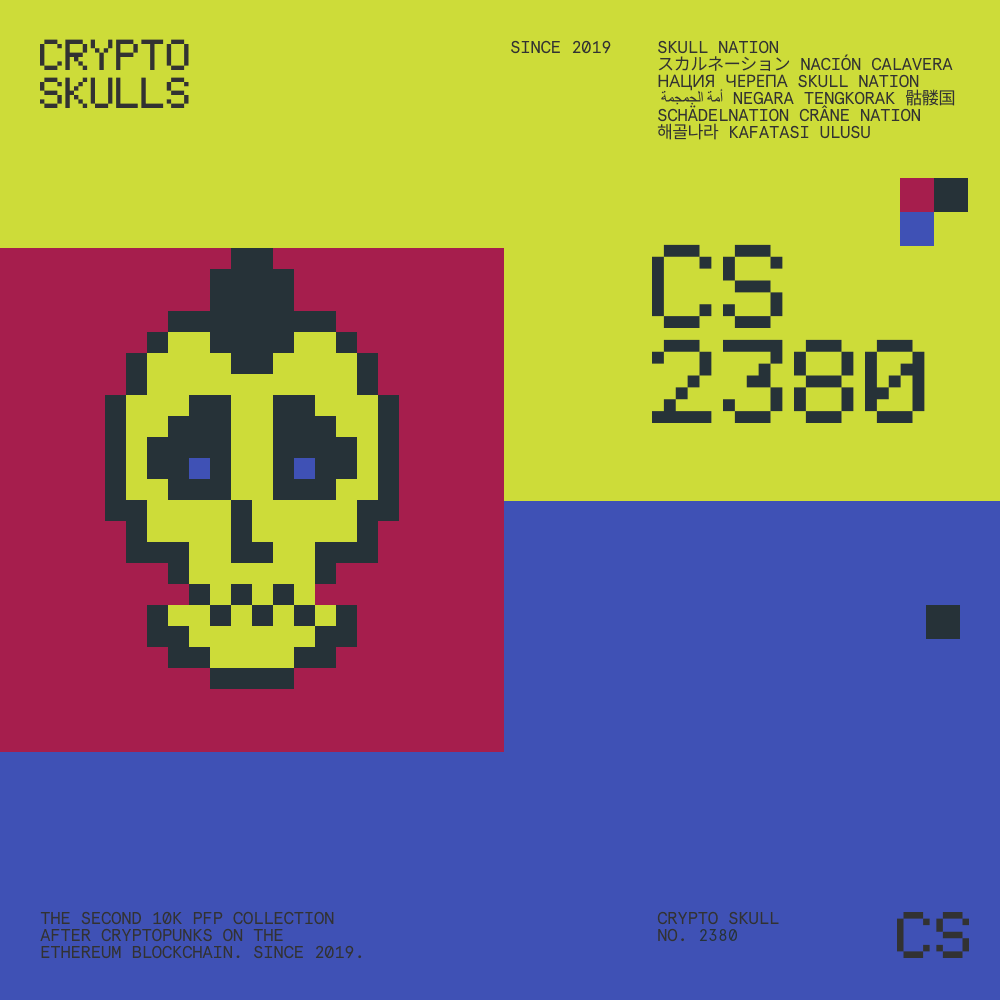 CRYPTO
SKULLS
SINCE 2019
SKULL NATION
スカルネーション NACIÓN CALAVERA
НАЦИЯ ЧЕРЕПА SKULL NATION
أمة الجمجمة NEGARA TENGKORAK 骷髅国
SCHÄDELNATION CRÂNE NATION
해골나라 KAFATASI ULUSU
CS
2380
THE SECOND 10K PFP COLLECTION
AFTER CRYPTOPUNKS ON THE
ETHEREUM BLOCKCHAIN. SINCE 2019.
CRYPTO SKULL
NO. 2380
CS